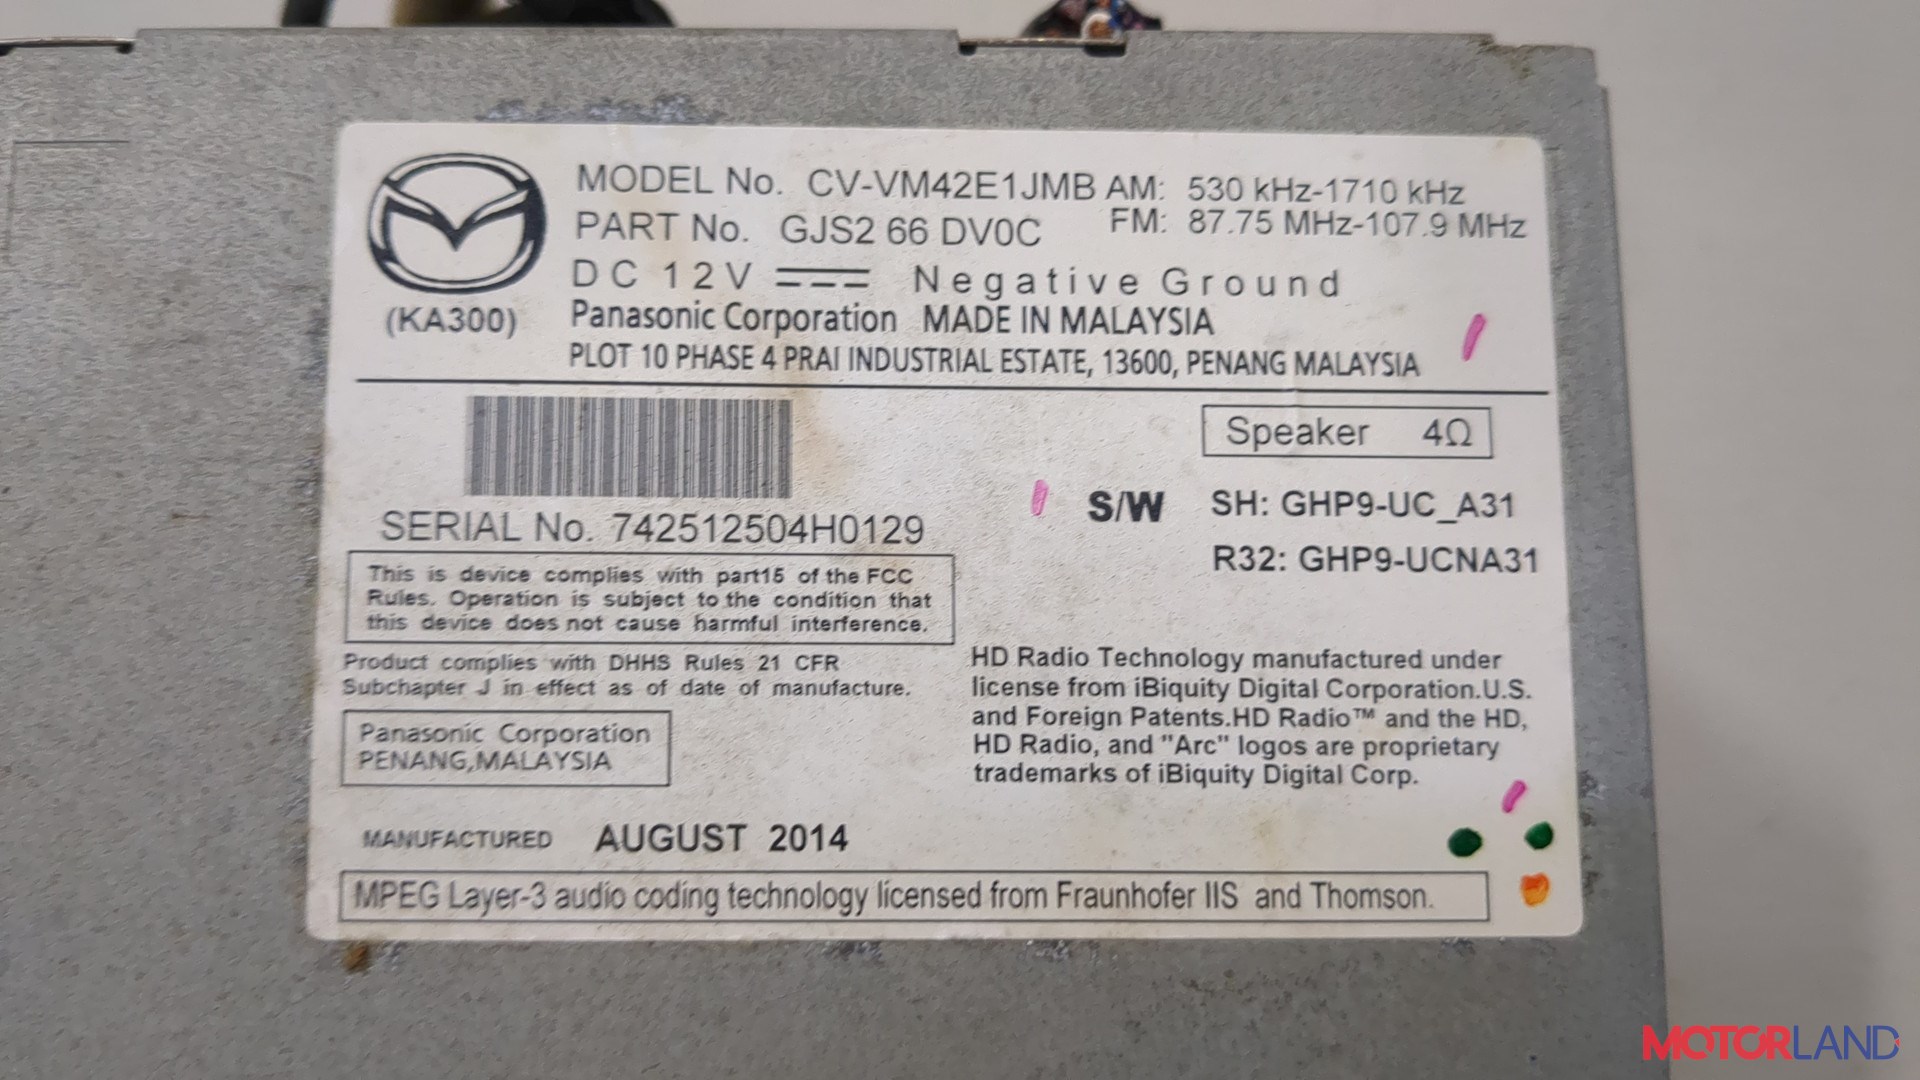 MODEL No. CV-VM42E1JMB AM: 530 kHz-1710 kHz
PART No. GJS2 66 DV0C FM: 87.75 MHz-107.9 MHz
DC 12V Negative Ground
(KA300) Panasonic Corporation MADE IN MALAYSIA
PLOT 10 PHASE 4 PRAI INDUSTRIAL ESTATE, 13600, PENANG MALAYSIA
Speaker 4Ω
S/W SH: GHP9-UC_A31
R32: GHP9-UCNA31
SERIAL No. 742512504H0129
This is device complies with part15 of the FCC
Rules. Operation is subject to the condition that
this device does not cause harmful interference.
Product complies with DHHS Rules 21 CFR
Subchapter J in effect as of date of manufacture.
Panasonic Corporation
PENANG,MALAYSIA
HD Radio Technology manufactured under
license from iBiquity Digital Corporation.U.S.
and Foreign Patents.HD Radio™ and the HD,
HD Radio, and "Arc" logos are proprietary
trademarks of iBiquity Digital Corp.
MANUFACTURED AUGUST 2014
MPEG Layer-3 audio coding technology licensed from Fraunhofer IIS and Thomson.
MOTORLAND